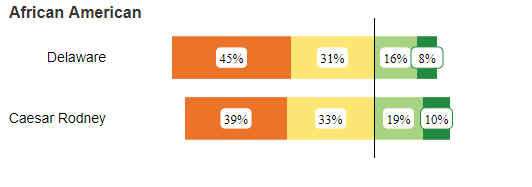 African American
Delaware 45% 31% 16% 8%
Caesar Rodney 39% 33% 19% 10%